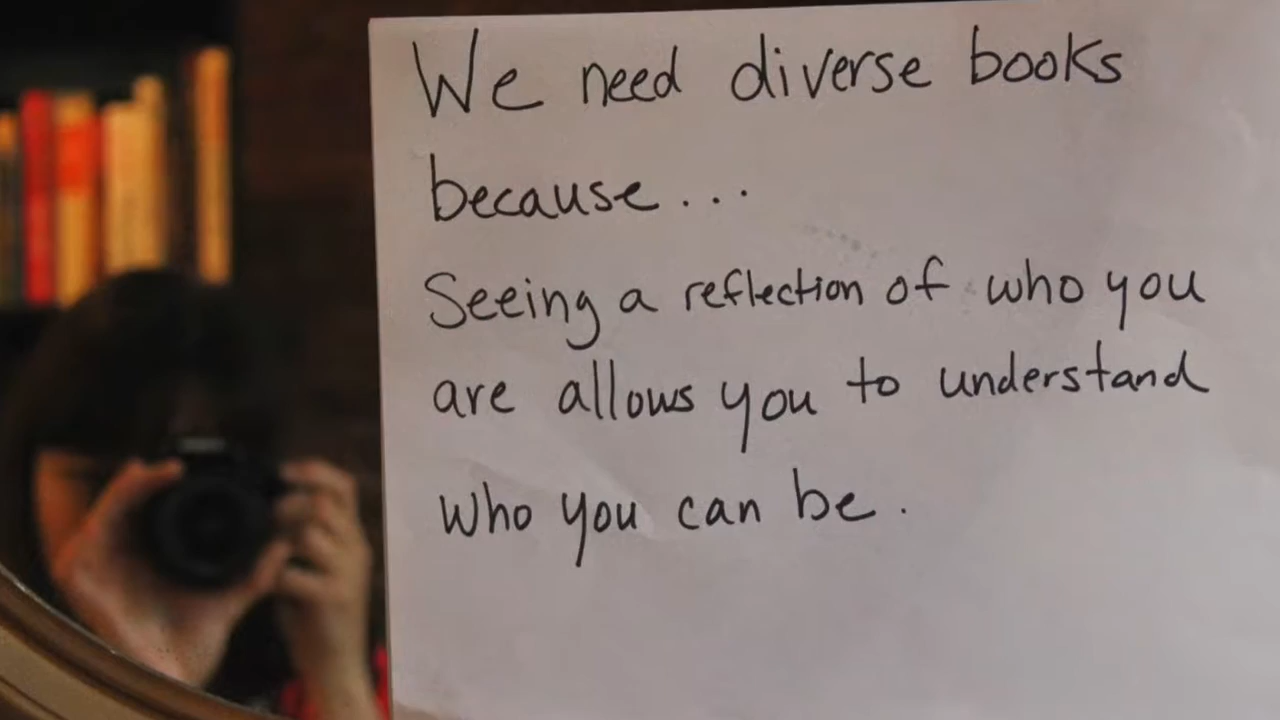 We need diverse books
because...
Seeing a reflection of who you
are allows you to understand
who you can be.